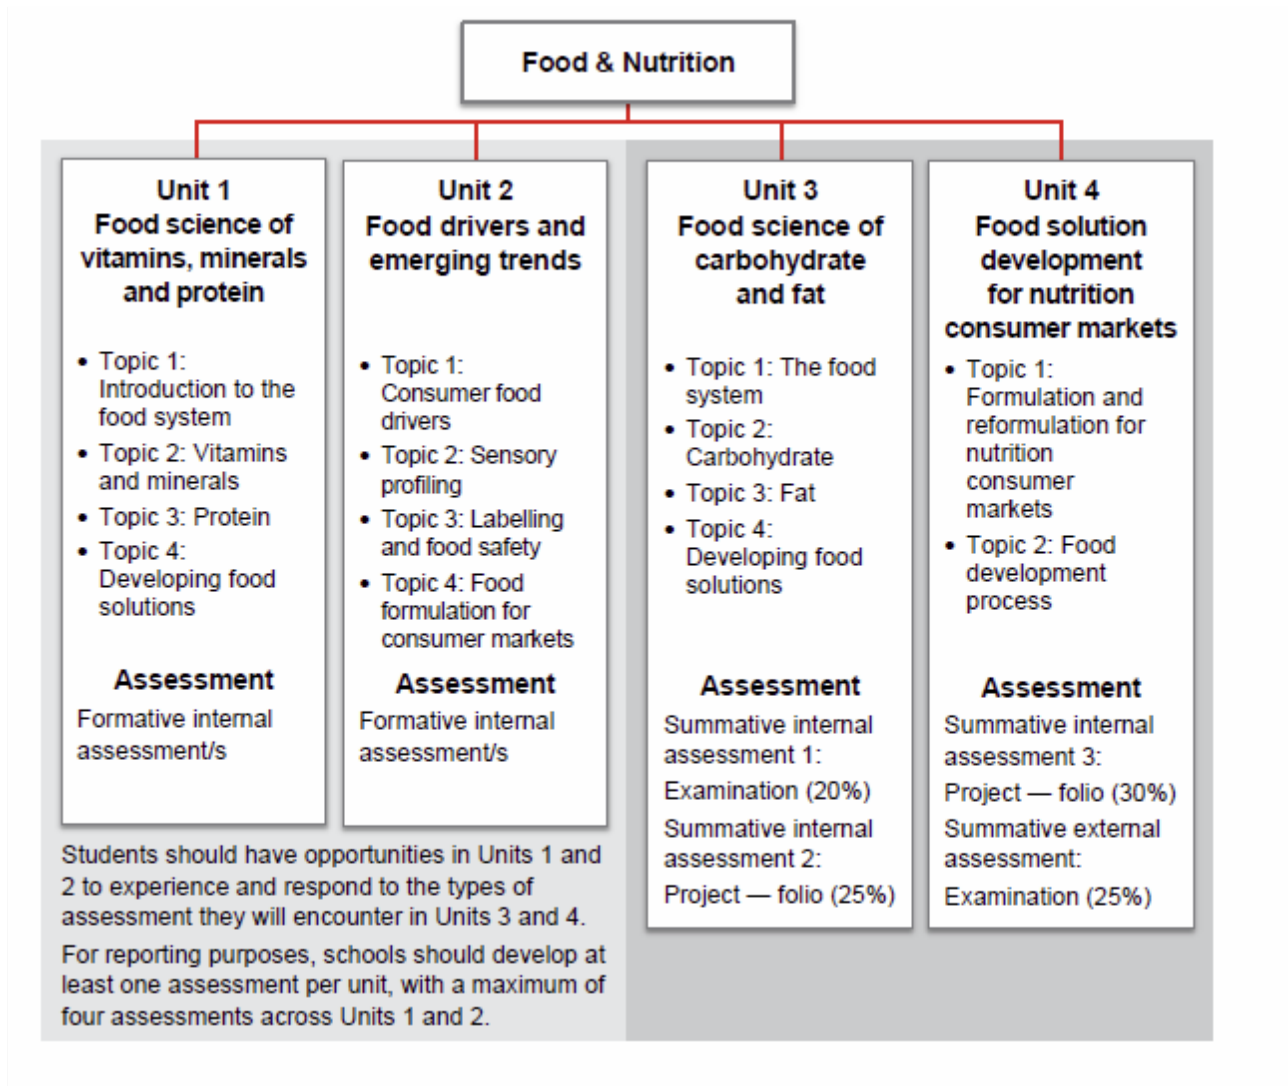 Food & Nutrition
Unit 1
Food science of
vitamins, minerals
and protein
• Topic 1:
Introduction to the
food system
• Topic 2: Vitamins
and minerals
• Topic 3: Protein
• Topic 4:
Developing food
solutions
Assessment
Formative internal
assessment/s
Unit 2
Food drivers and
emerging trends
• Topic 1:
Consumer food
drivers
• Topic 2: Sensory
profiling
• Topic 3: Labelling
and food safety
• Topic 4: Food
formulation for
consumer markets
Assessment
Formative internal
assessment/s
Students should have opportunities in Units 1 and
2 to experience and respond to the types of
assessment they will encounter in Units 3 and 4.
For reporting purposes, schools should develop at
least one assessment per unit, with a maximum of
four assessments across Units 1 and 2.
Unit 3
Food science of
carbohydrate
and fat
• Topic 1: The food
system
• Topic 2:
Carbohydrate
• Topic 3: Fat
• Topic 4:
Developing food
solutions
Assessment
Summative internal
assessment 1:
Examination (20%)
Summative internal
assessment 2:
Project — folio (25%)
Unit 4
Food solution
development
for nutrition
consumer markets
• Topic 1:
Formulation and
reformulation for
nutrition
consumer
markets
• Topic 2: Food
development
process
Assessment
Summative internal
assessment 3:
Project — folio (30%)
Summative external
assessment:
Examination (25%)